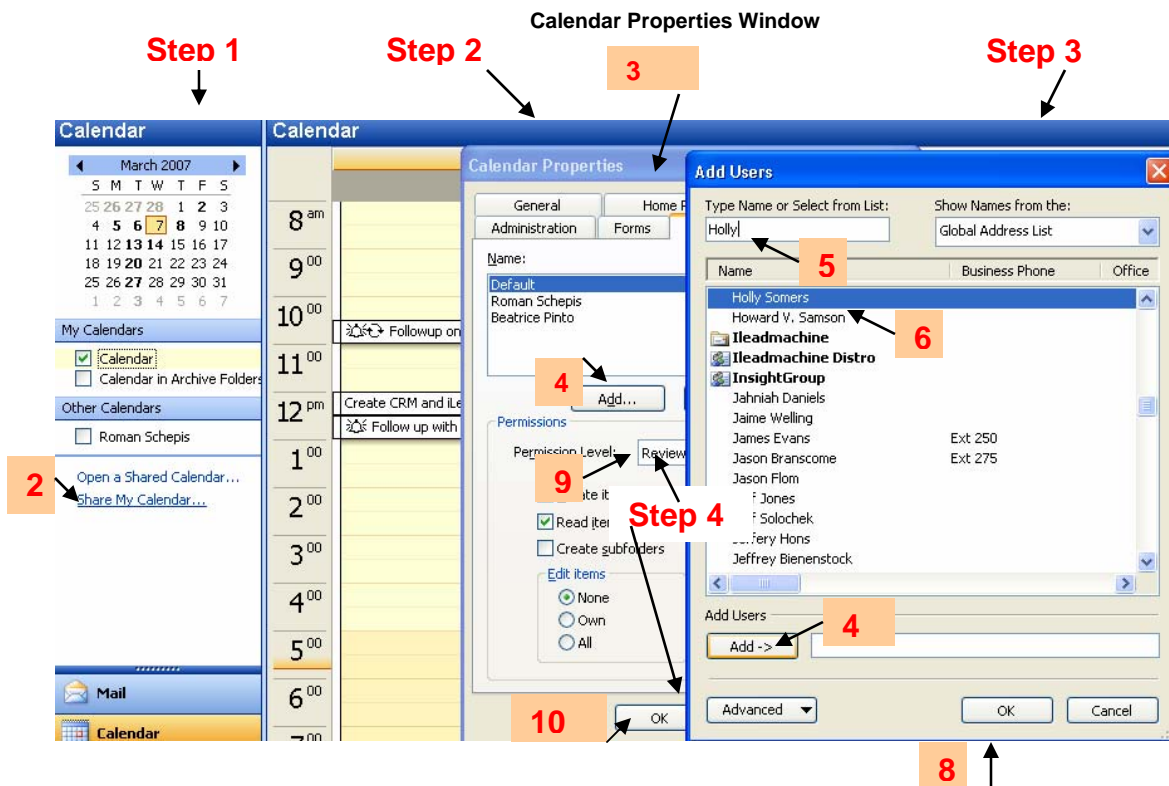 Calendar Properties Window
Step 1
Step 2
3
Step 3
Calendar
March 2007
S M T W T F S
25 26 27 28 1 2 3
4 5 6 7 8 9 10
11 12 13 14 15 16 17
18 19 20 21 22 23 24
25 26 27 28 29 30 31
1 2 3 4 5 6 7
My Calendars
Calendar
Calendar in Archive Folders
Other Calendars
Roman Schepis
Open a Shared Calendar...
2
Share My Calendar...
Mail
Calendar
Calendar
8 am
9 00
10 00
Followup on
11 00
12 pm
Create CRM and iLe
Follow up with
1 00
2 00
3 00
4 00
5 00
6 00
Calendar Properties
General
Home P
Administration
Forms
Name:
Default
Roman Schepis
Beatrice Pinto
4
Add...
Permissions
Permission Level:
Review
9
Step 4
Read
Create subfolders
Edit items
None
Own
All
10
OK
Add Users
Type Name or Select from List:
Show Names from the:
Holly
Global Address List
5
Name
Business Phone
Office
Holly Somers
Howard V. Samson
6
Ileadmachine
Ileadmachine Distro
InsightGroup
Jahniah Daniels
Jaime Welling
James Evans Ext 250
Jason Branscome Ext 275
Jason Flom
Jones
Solochek
Hons
Jeffrey Bienenstock
Add Users
Add ->
4
Advanced
OK
Cancel
8